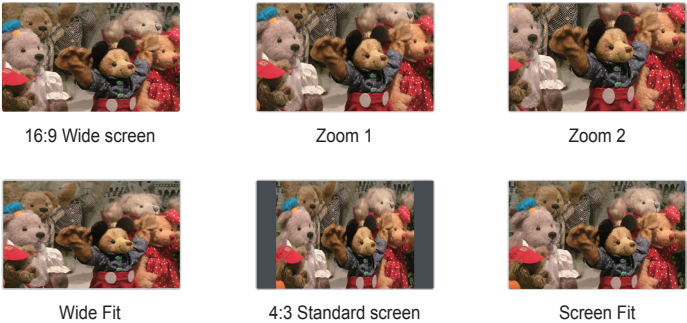 16:9 Wide screen
Zoom 1
Zoom 2
Wide Fit
4:3 Standard screen
Screen Fit